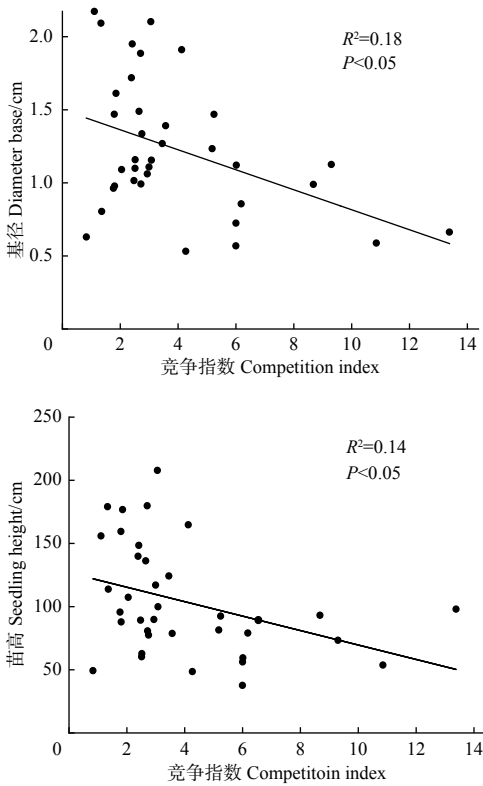 2.0
1.5
1.0
0.5
0
R²=0.18
P<0.05
基径 Diameter base/cm
2 4 6 8 10 12 14
竞争指数 Competition index
250
200
150
100
50
0
R²=0.14
P<0.05
苗高 Seedling height/cm
2 4 6 8 10 12 14
竞争指数 Competitoin index